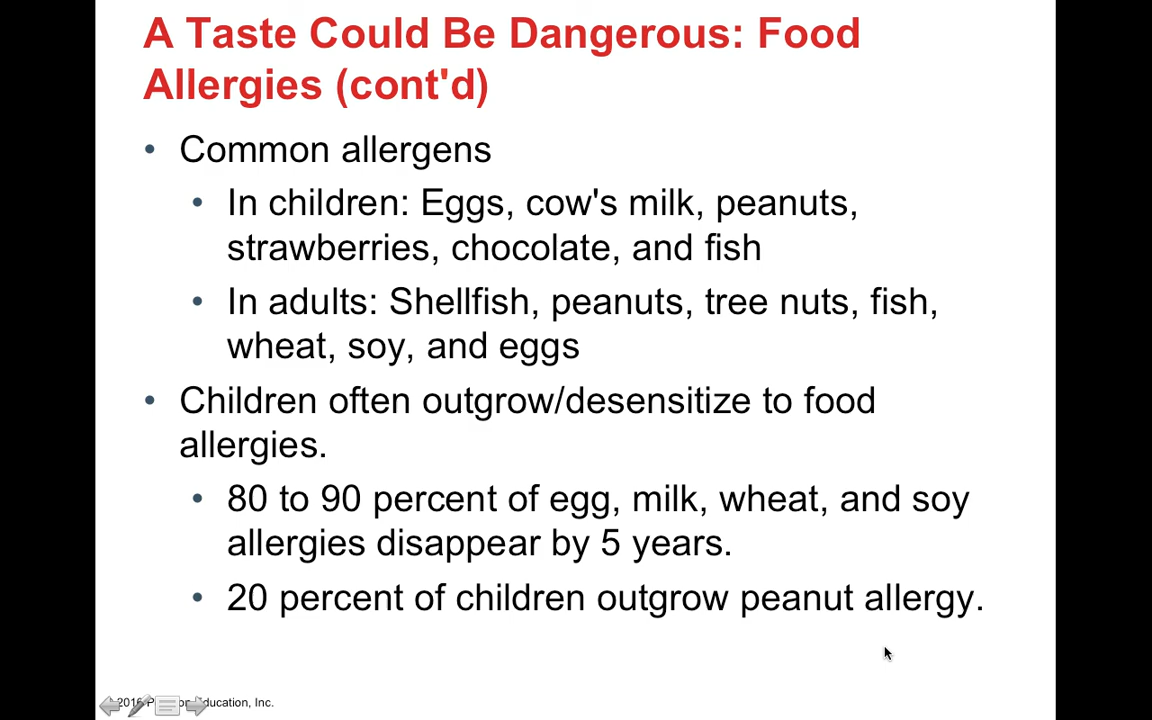 A Taste Could Be Dangerous: Food
Allergies (cont'd)
• Common allergens
• In children: Eggs, cow's milk, peanuts,
strawberries, chocolate, and fish
• In adults: Shellfish, peanuts, tree nuts, fish,
wheat, soy, and eggs
• Children often outgrow/desensitize to food
allergies.
• 80 to 90 percent of egg, milk, wheat, and soy
allergies disappear by 5 years.
• 20 percent of children outgrow peanut allergy.
2016 Education, Inc.